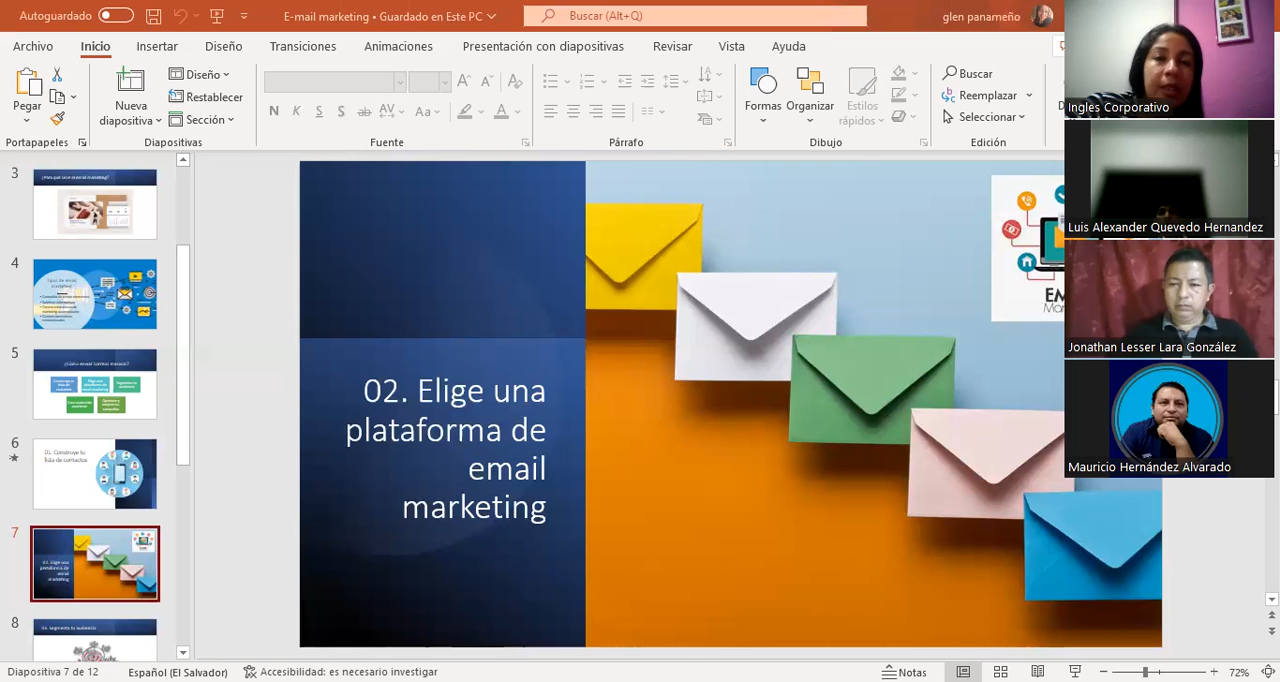 Autoguardado
E-mail marketing • Guardado en Este PC
Buscar (Alt+Q)
glen panameño
Archivo
Inicio
Insertar
Diseño
Transiciones
Animaciones
Presentación con diapositivas
Revisar
Vista
Ayuda
Pegar
Nueva diapositiva
Diseño
Restablecer
Sección
N K S S ab AV Aa A
Formas
Organizar
Estilos rápidos
Buscar
Reemplazar
Seleccionar
Portapapeles
Diapositivas
Fuente
Párrafo
Dibujo
Edición
Ingles Corporativo
Luis Alexander Quevedo Hernandez
Jonathan Lesser Lara González
Mauricio Hernández Alvarado
3
4
5
6
01. Construye tu
lista de contactos
7
02. Elige una
plataforma de
email
marketing
8
03. Segmenta tu audiencia
02. Elige una
plataforma de
email
marketing
Diapositiva 7 de 12
Español (El Salvador)
Accesibilidad: es necesario investigar
Notas
72%